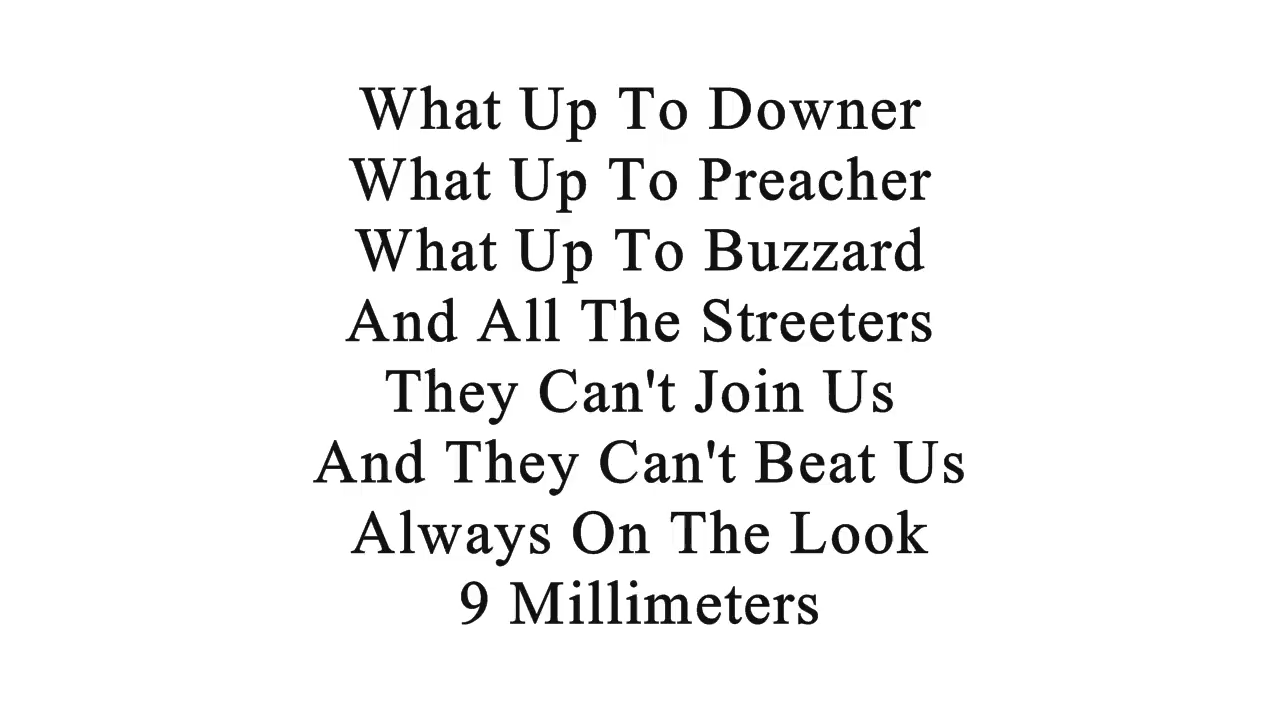 What Up To Downer
What Up To Preacher
What Up To Buzzard
And All The Streeters
They Can't Join Us
And They Can't Beat Us
Always On The Look
9 Millimeters